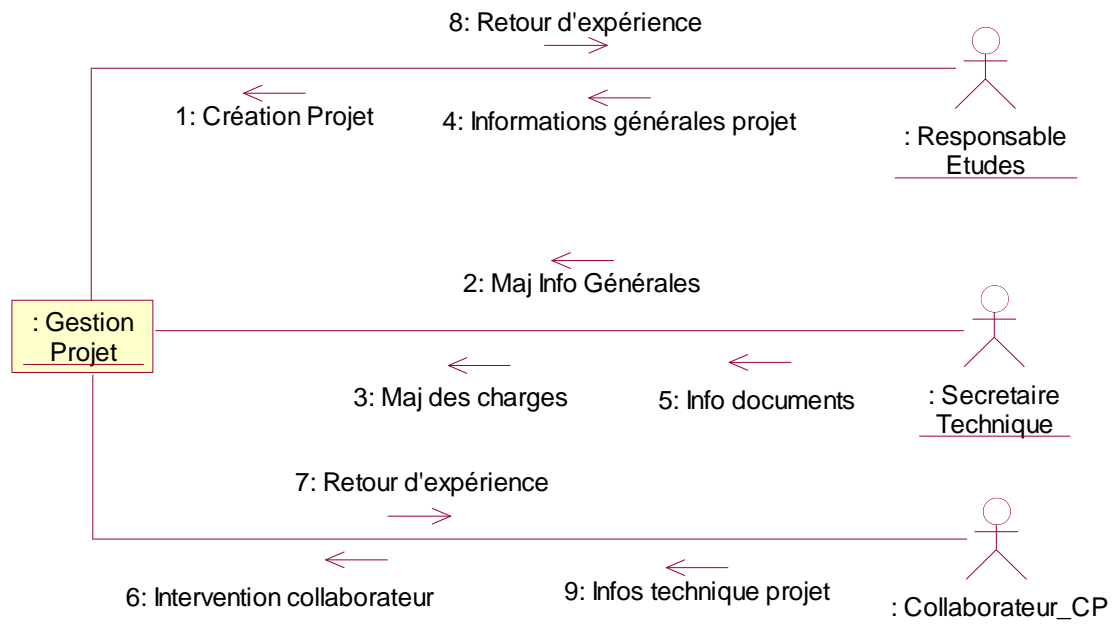 8: Retour d'expérience
1: Création Projet
4: Informations générales projet
: Responsable
Etudes
2: Maj Info Générales
: Gestion
Projet
3: Maj des charges
5: Info documents
: Secretaire
Technique
7: Retour d'expérience
6: Intervention collaborateur
9: Infos technique projet
: Collaborateur_CP